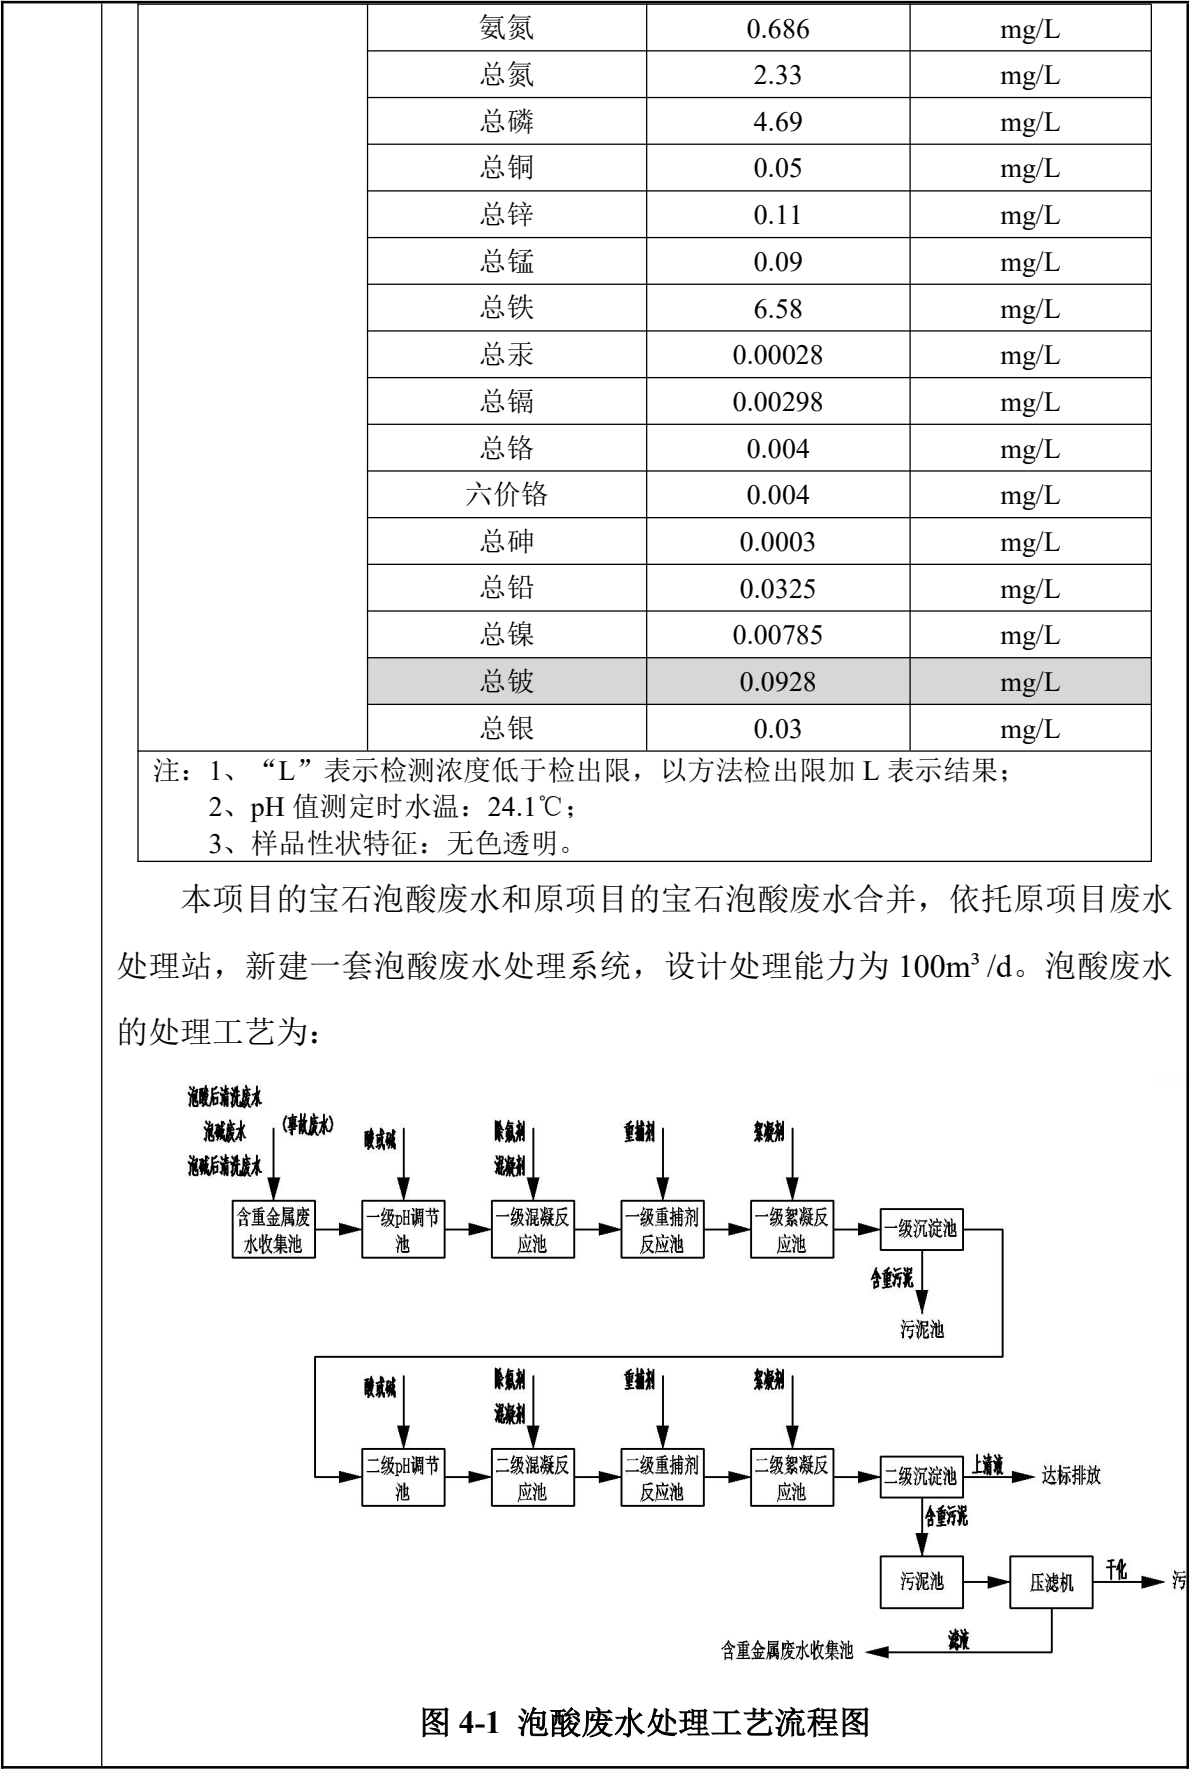 氨氮 0.686 mg/L
总氮 2.33 mg/L
总磷 4.69 mg/L
总铜 0.05 mg/L
总锌 0.11 mg/L
总锰 0.09 mg/L
总铁 6.58 mg/L
总汞 0.00028 mg/L
总镉 0.00298 mg/L
总铬 0.004 mg/L
六价铬 0.004 mg/L
总砷 0.0003 mg/L
总铅 0.0325 mg/L
总镍 0.00785 mg/L
总铍 0.0928 mg/L
总银 0.03 mg/L
注：1、“L”表示检测浓度低于检出限，以方法检出限加 L 表示结果；
2、pH 值测定时水温：24.1℃；
3、样品性状特征：无色透明。
本项目的宝石泡酸废水和原项目的宝石泡酸废水合并，依托原项目废水
处理站，新建一套泡酸废水处理系统，设计处理能力为 100m³ /d。泡酸废水
的处理工艺为：
泡酸后清洗废水
泡碱废水
泡碱后清洗废水
(事故废水)
酸或碱
除氟剂
混凝剂
重捕剂
絮凝剂
含重金属废
水收集池
一级pH调节
池
一级混凝反
应池
一级重捕剂
反应池
一级絮凝反
应池
一级沉淀池
含重污泥
污泥池
酸或碱
除氟剂
混凝剂
重捕剂
絮凝剂
二级pH调节
池
二级混凝反
应池
二级重捕剂
反应池
二级絮凝反
应池
二级沉淀池
上清液
达标排放
含重污泥
污泥池
压滤机
干化
污
滤液
含重金属废水收集池
图 4-1 泡酸废水处理工艺流程图